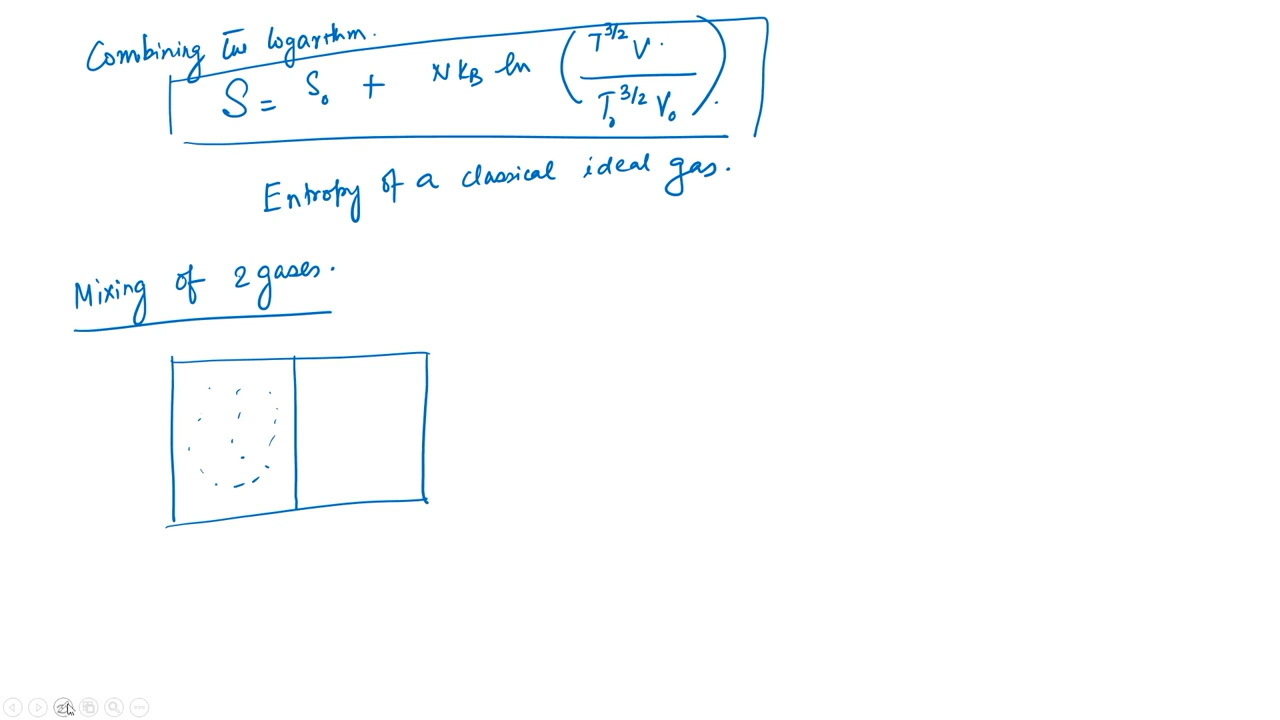 Combining the logarithm.
S = S₀ + N K_B ln (T^{3/2} V / T₀^{3/2} V₀).
Entropy of a classical ideal gas.
Mixing of 2 gases.